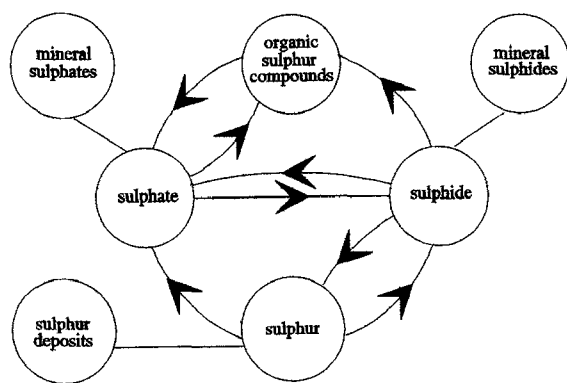 mineral
sulphates
organic
sulphur
compounds
mineral
sulphides
sulphate
sulphide
sulphur
deposits
sulphur